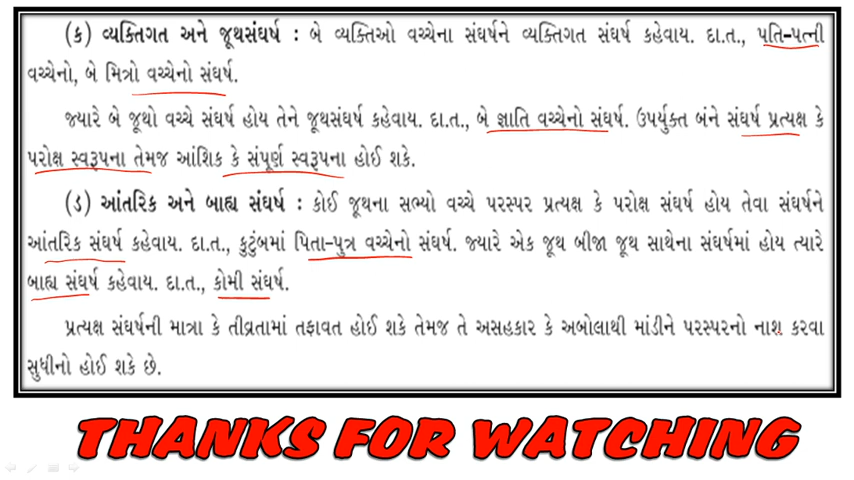 (ક) વ્યક્તિગત અને જૂથસંઘર્ષ : બે વ્યક્તિઓ વચ્ચેના સંઘર્ષને વ્યક્તિગત સંઘર્ષ કહેવાય. દા.ત., પતિ-પત્ની
વચ્ચેનો, બે મિત્રો વચ્ચેનો સંઘર્ષ.
જ્યારે બે જૂથો વચ્ચે સંઘર્ષ હોય તેને જૂથસંઘર્ષ કહેવાય. દા.ત., બે જ્ઞાતિ વચ્ચેનો સંઘર્ષ. ઉપર્યુક્ત બંને સંઘર્ષ પ્રત્યક્ષ કે
પરોક્ષ સ્વરૂપના તેમજ આંશિક કે સંપૂર્ણ સ્વરૂપના હોઈ શકે.
(ડ) આંતરિક અને બાહ્ય સંઘર્ષ : કોઈ જૂથના સભ્યો વચ્ચે પરસ્પર પ્રત્યક્ષ કે પરોક્ષ સંઘર્ષ હોય તેવા સંઘર્ષને
આંતરિક સંઘર્ષ કહેવાય. દા.ત., કુટુંબમાં પિતા-પુત્ર વચ્ચેનો સંઘર્ષ. જ્યારે એક જૂથ બીજા જૂથ સાથેના સંઘર્ષમાં હોય ત્યારે
બાહ્ય સંઘર્ષ કહેવાય. દા.ત., કોમી સંઘર્ષ.
પ્રત્યક્ષ સંઘર્ષની માત્રા કે તીવ્રતામાં તફાવત હોઈ શકે તેમજ તે અસહકાર કે અબોલાથી માંડીને પરસ્પરનો નાશ કરવા
સુધીનો હોઈ શકે છે.
THANKS FOR WATCHING